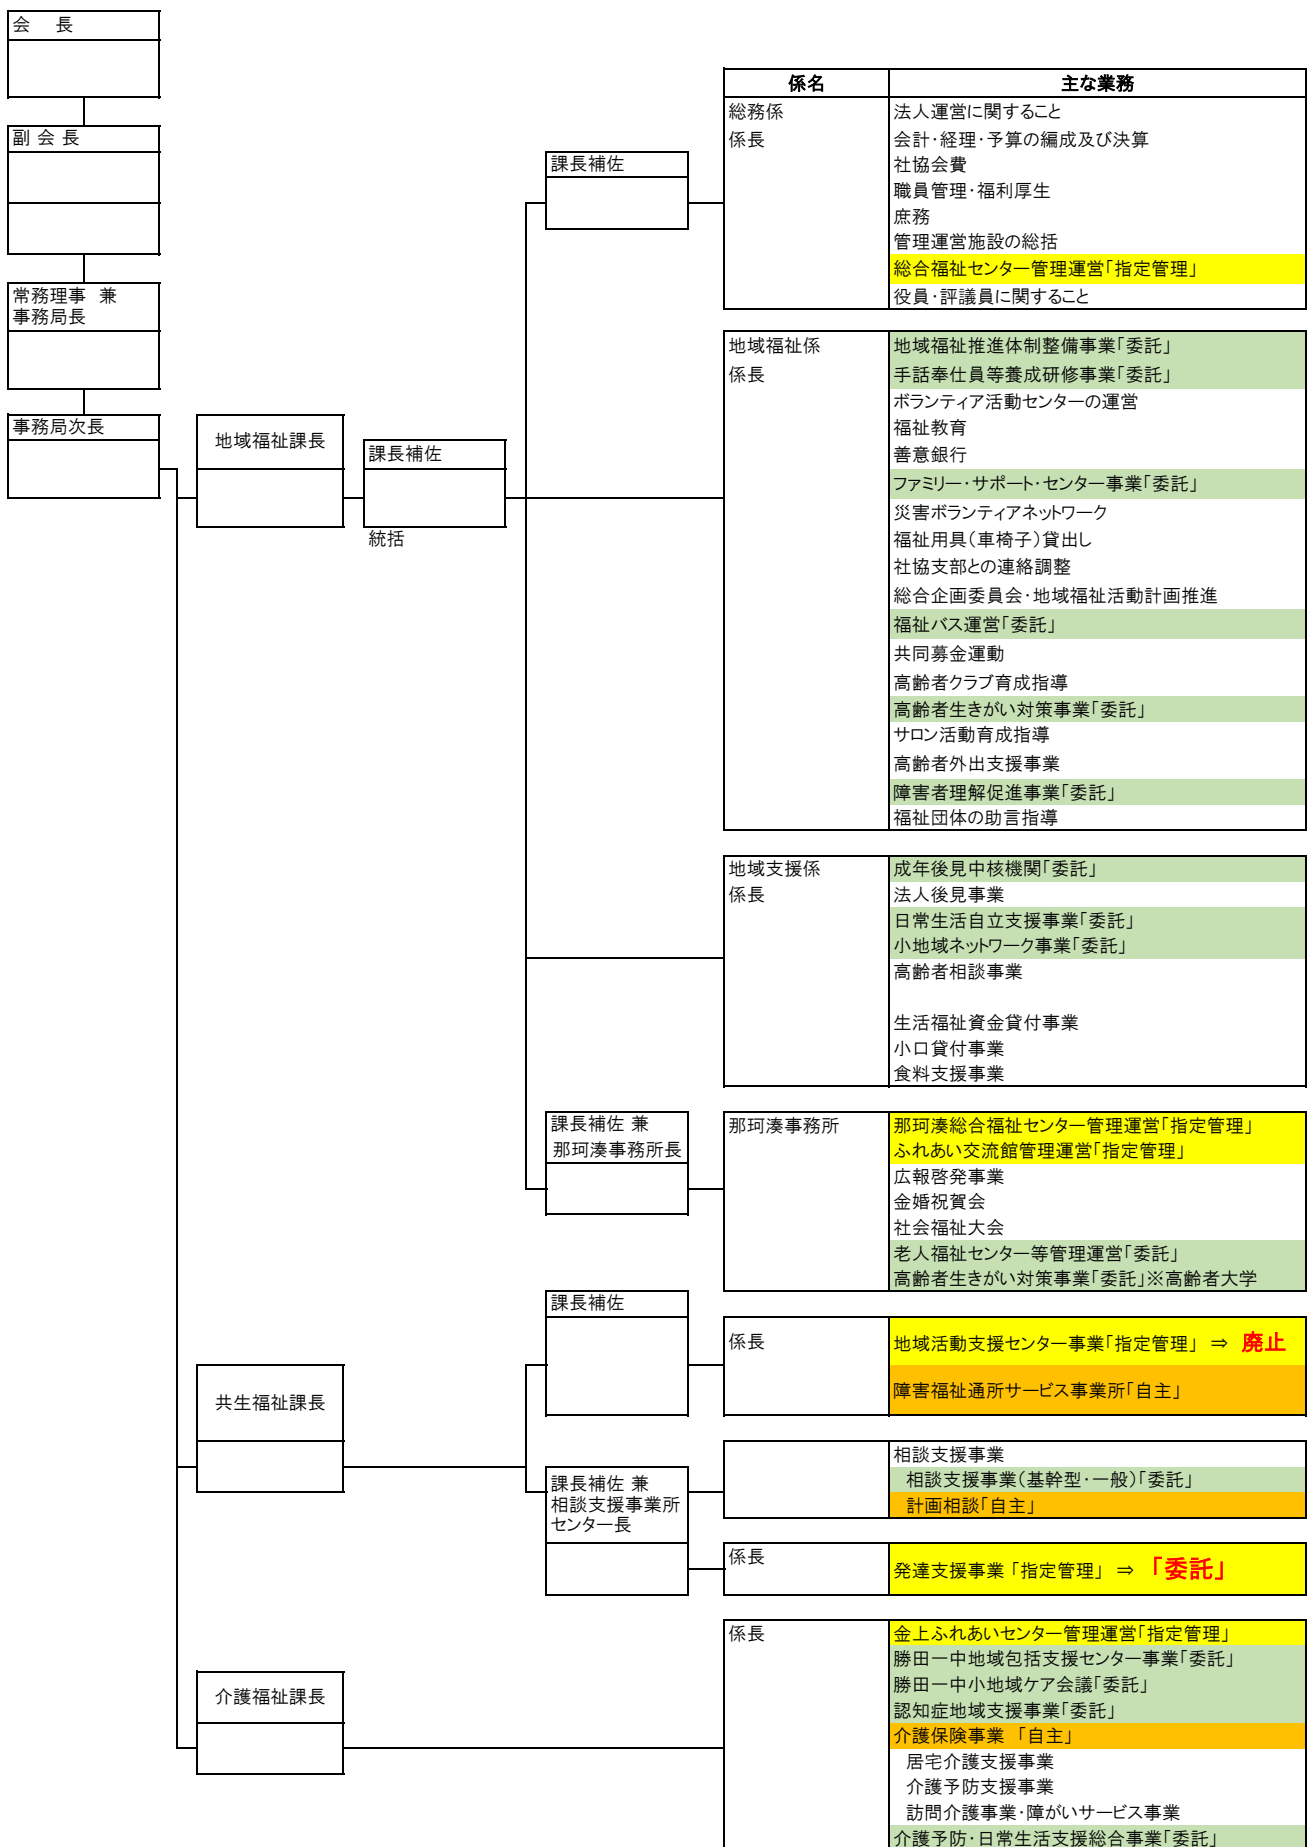 会　長
副 会 長
常務理事　兼
事務局長
事務局次長
地域福祉課長
課長補佐
統括
課長補佐
係名　主な業務
総務係　法人運営に関すること
係長　会計・経理・予算の編成及び決算
社協会費
職員管理・福利厚生
庶務
管理運営施設の総括
総合福祉センター管理運営「指定管理」
役員・評議員に関すること
地域福祉係　地域福祉推進体制整備事業「委託」
係長　手話奉仕員等養成研修事業「委託」
ボランティア活動センターの運営
福祉教育
善意銀行
ファミリー・サポート・センター事業「委託」
災害ボランティアネットワーク
福祉用具（車椅子）貸出し
社協支部との連絡調整
総合企画委員会・地域福祉活動計画推進
福祉バス運営「委託」
共同募金運動
高齢者クラブ育成指導
高齢者生きがい対策事業「委託」
サロン活動育成指導
高齢者外出支援事業
障害者理解促進事業「委託」
福祉団体の助言指導
地域支援係　成年後見中核機関「委託」
係長　法人後見事業
日常生活自立支援事業「委託」
小地域ネットワーク事業「委託」
高齢者相談事業
生活福祉資金貸付事業
小口貸付事業
食料支援事業
課長補佐 兼
那珂湊事務所長
那珂湊事務所　那珂湊総合福祉センター管理運営「指定管理」
ふれあい交流館管理運営「指定管理」
広報啓発事業
金婚祝賀会
社会福祉大会
老人福祉センター等管理運営「委託」
高齢者生きがい対策事業「委託」※高齢者大学
共生福祉課長
課長補佐
係長　地域活動支援センター事業「指定管理」 ⇒ 廃止
障害福祉通所サービス事業所「自主」
課長補佐 兼
相談支援事業所
センター長
相談支援事業
相談支援事業（基幹型・一般）「委託」
計画相談「自主」
係長　発達支援事業「指定管理」 ⇒ 「委託」
介護福祉課長
係長　金上ふれあいセンター管理運営「指定管理」
勝田一中地域包括支援センター事業「委託」
勝田一中小地域ケア会議「委託」
認知症地域支援事業「委託」
介護保険事業　「自主」
居宅介護支援事業
介護予防支援事業
訪問介護事業・障がいサービス事業
介護予防・日常生活支援総合事業「委託」